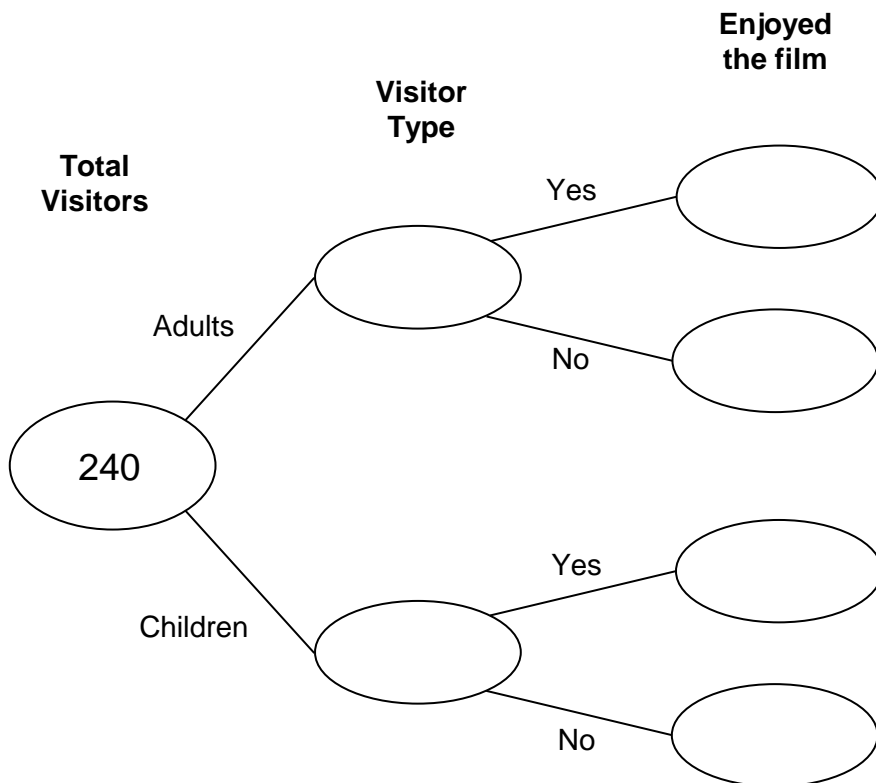 Enjoyed
the film
Visitor
Type
Total
Visitors
Yes
Adults
No
240
Yes
Children
No